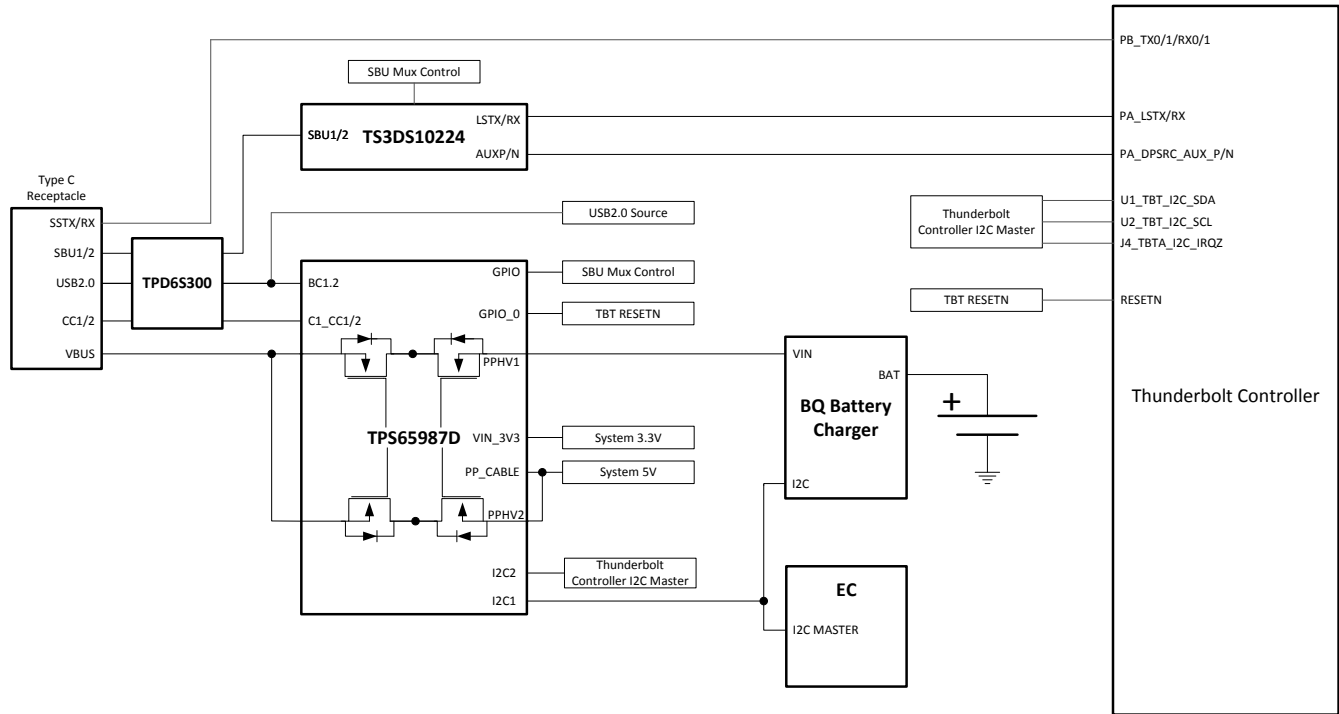 PB_TX0/1/RX0/1
SBU Mux Control
LSTX/RX
PA_LSTX/RX
SBU1/2
TS3DS10224
AUXP/N
PA_DPSRC_AUX_P/N
Type C
Receptacle
SSTX/RX
USB2.0 Source
Thunderbolt
Controller I2C Master
U1_TBT_I2C_SDA
U2_TBT_I2C_SCL
J4_TBTA_I2C_IRQZ
SBU1/2
USB2.0
CC1/2
VBUS
TPD6S300
BC1.2
C1_CC1/2
GPIO
SBU Mux Control
GPIO_0
TBT RESETN
TBT RESETN
RESETN
PPHV1
VIN
BAT
BQ Battery
Charger
I2C
+
Thunderbolt Controller
TPS65987D
VIN_3V3
System 3.3V
PP_CABLE
System 5V
PPHV2
I2C2
Thunderbolt
Controller I2C Master
I2C1
EC
I2C MASTER